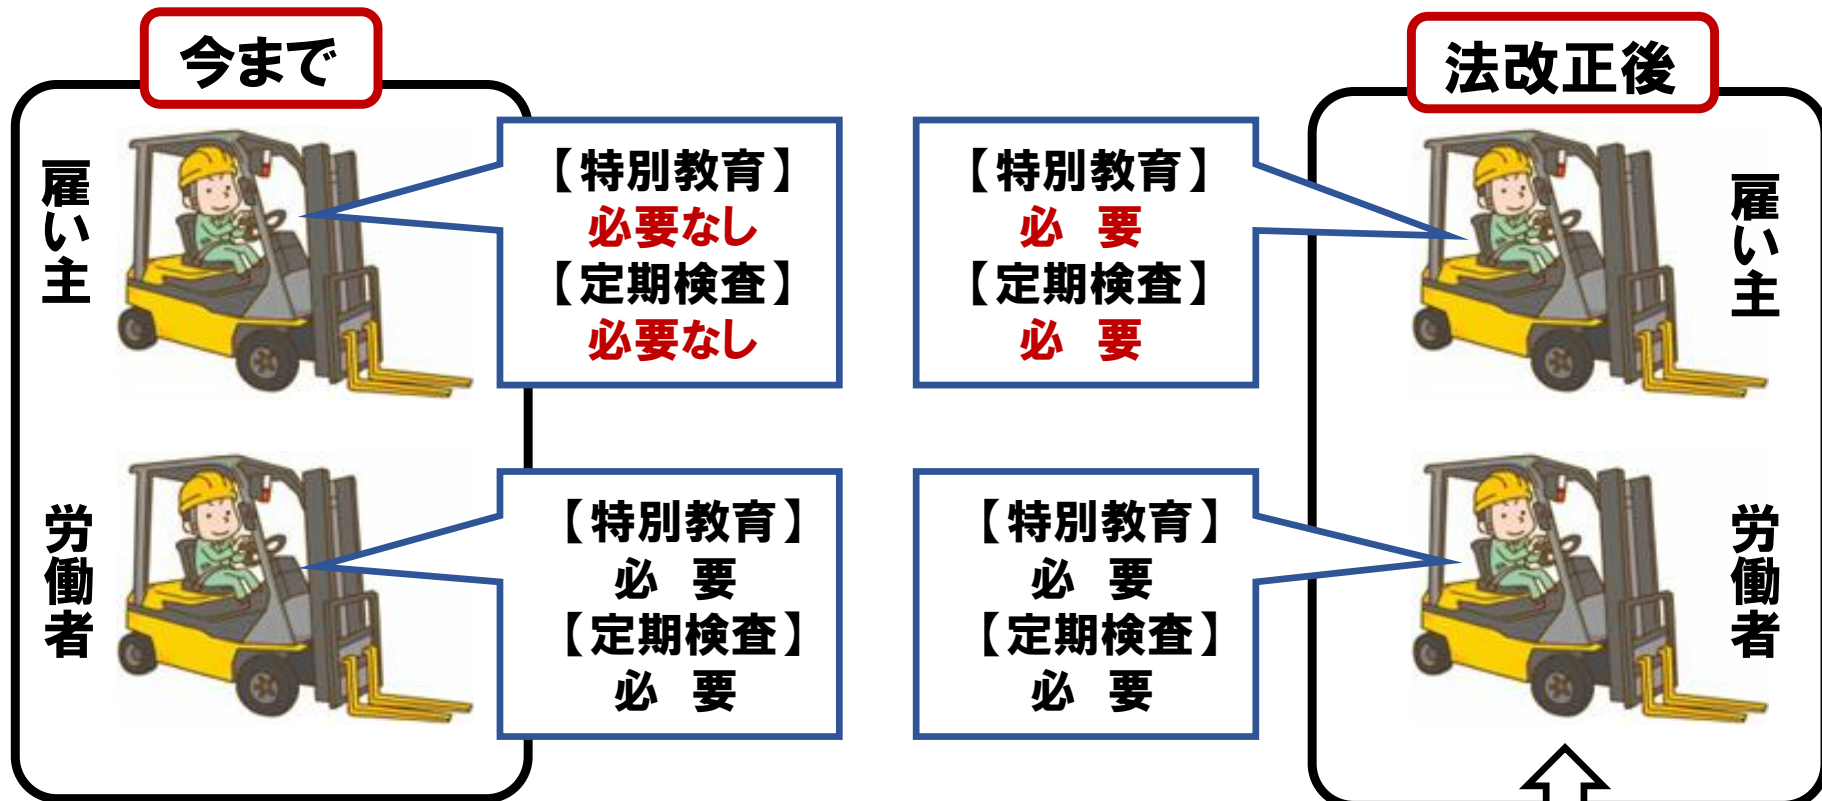 今まで
法改正後
雇い主
【特別教育】
必要なし
【定期検査】
必要なし
【特別教育】
必 要
【定期検査】
必 要
雇い主
労働者
【特別教育】
必 要
【定期検査】
必 要
【特別教育】
必 要
【定期検査】
必 要
労働者